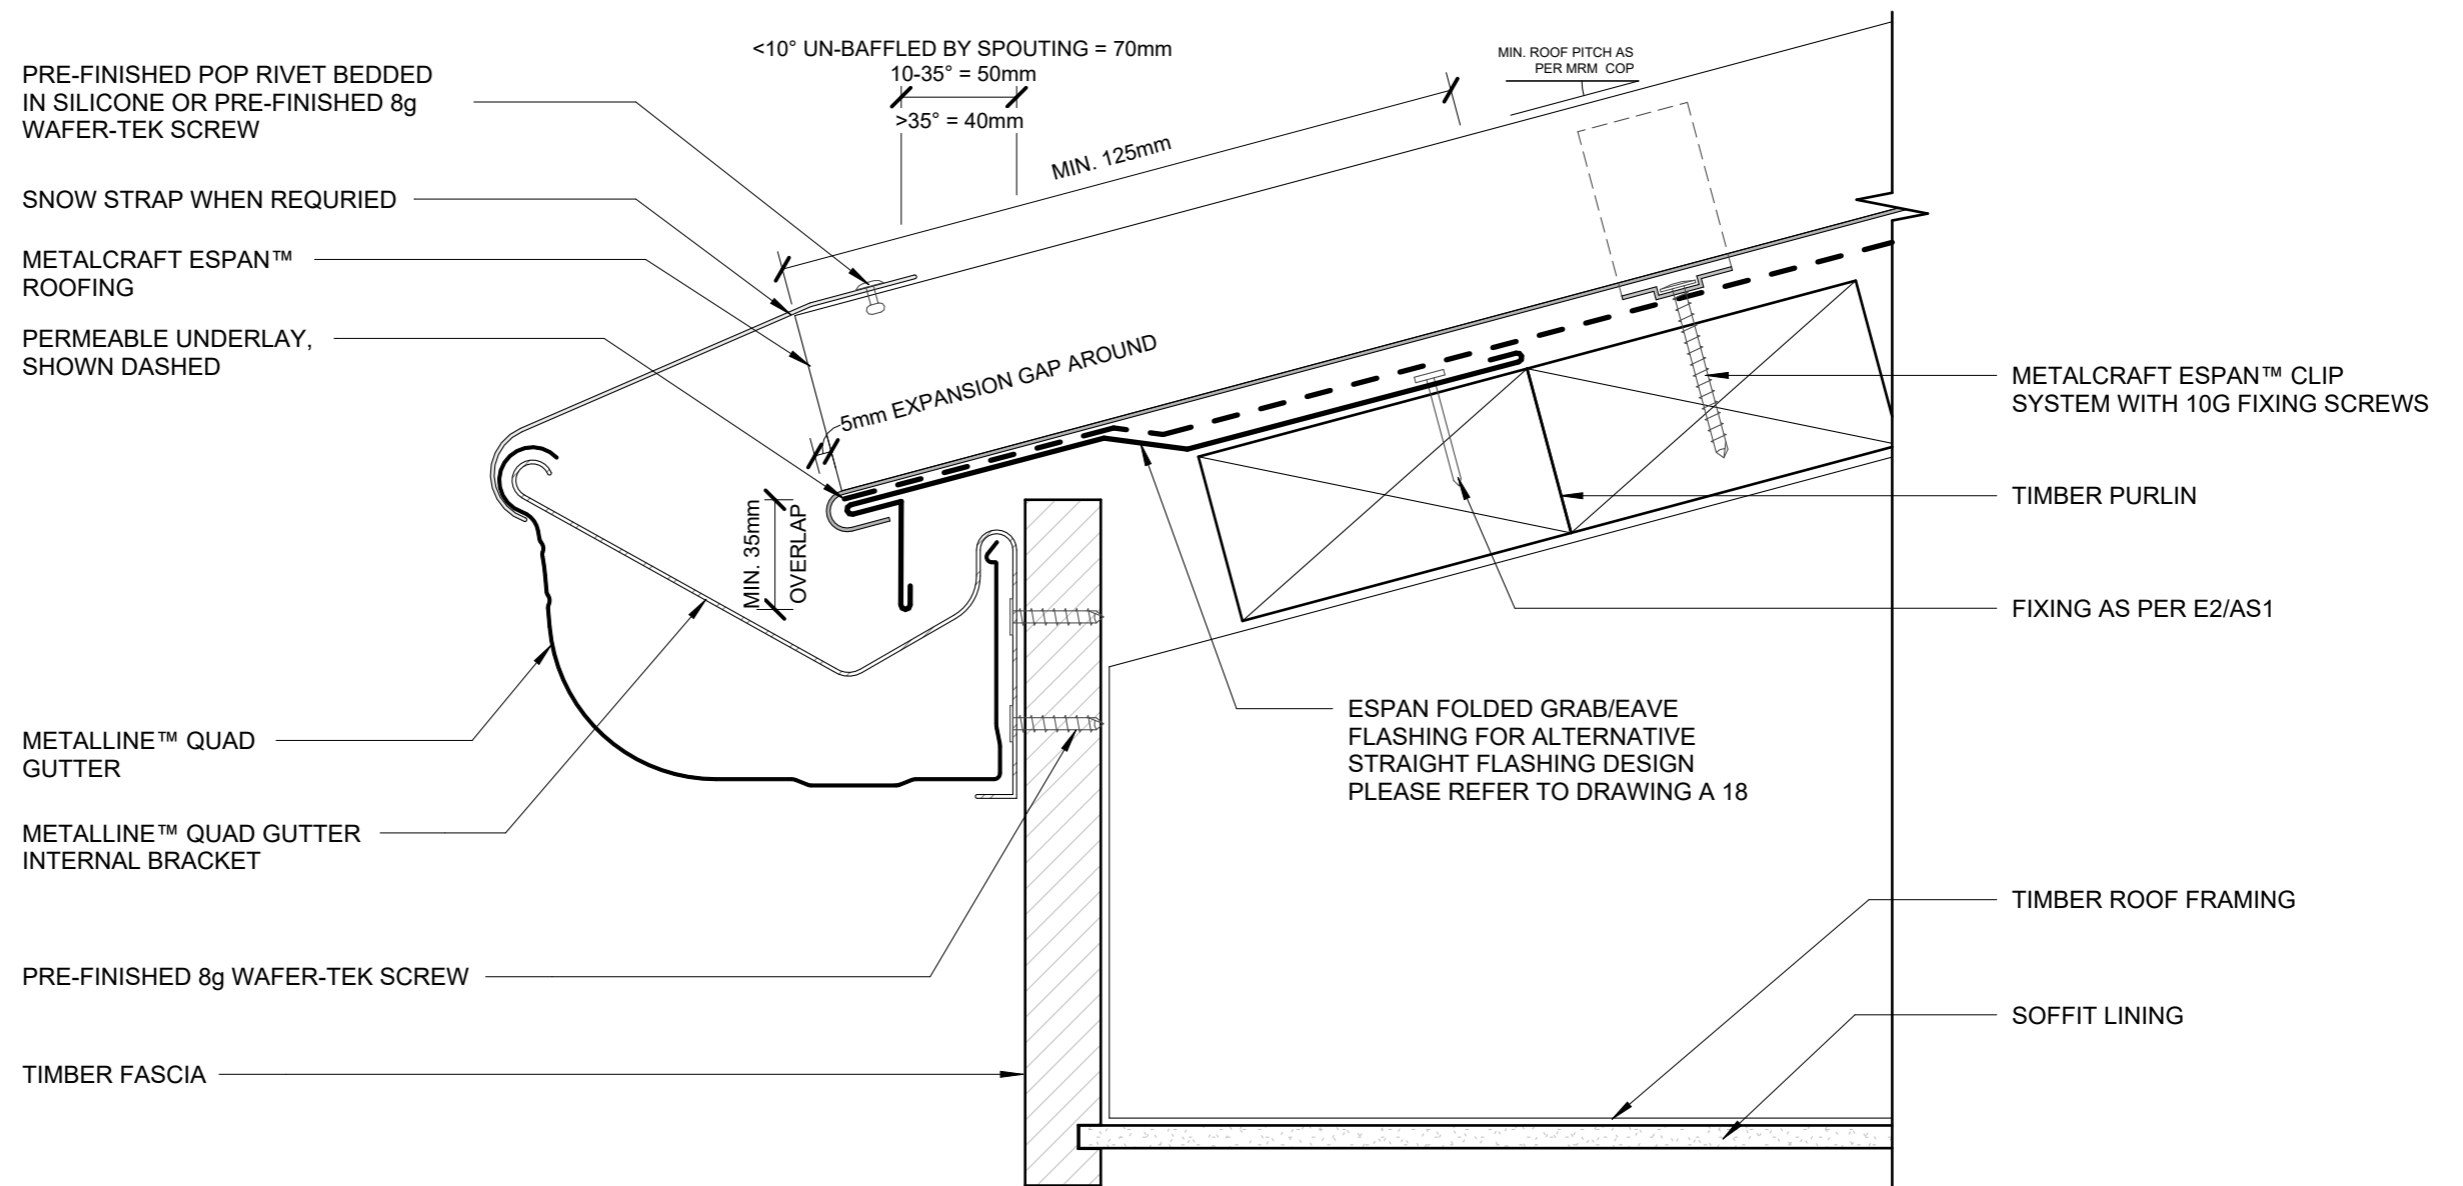 <10° UN-BAFFLED BY SPOUTING = 70mm
10-35° = 50mm
>35° = 40mm
MIN. ROOF PITCH AS
PER MRM COP
MIN. 125mm
PRE-FINISHED POP RIVET BEDDED
IN SILICONE OR PRE-FINISHED 8g
WAFER-TEK SCREW
SNOW STRAP WHEN REQURIED
METALCRAFT ESPAN™
ROOFING
PERMEABLE UNDERLAY,
SHOWN DASHED
5mm EXPANSION GAP AROUND
MIN. 35mm
OVERLAP
METALLINE™ QUAD
GUTTER
METALLINE™ QUAD GUTTER
INTERNAL BRACKET
PRE-FINISHED 8g WAFER-TEK SCREW
TIMBER FASCIA
ESPAN FOLDED GRAB/EAVE
FLASHING FOR ALTERNATIVE
STRAIGHT FLASHING DESIGN
PLEASE REFER TO DRAWING A 18
METALCRAFT ESPAN™ CLIP
SYSTEM WITH 10G FIXING SCREWS
TIMBER PURLIN
FIXING AS PER E2/AS1
TIMBER ROOF FRAMING
SOFFIT LINING